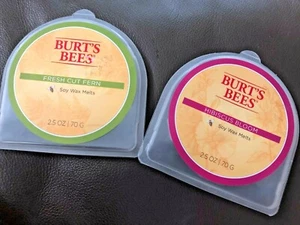 BURT'S
BEES
FRESH CUT FERN
Soy Wax Melts
2.5 OZ | 70 G
BURT'S
BEES
HIBISCUS BLOOM
Soy Wax Melts
2.5 OZ | 70 G